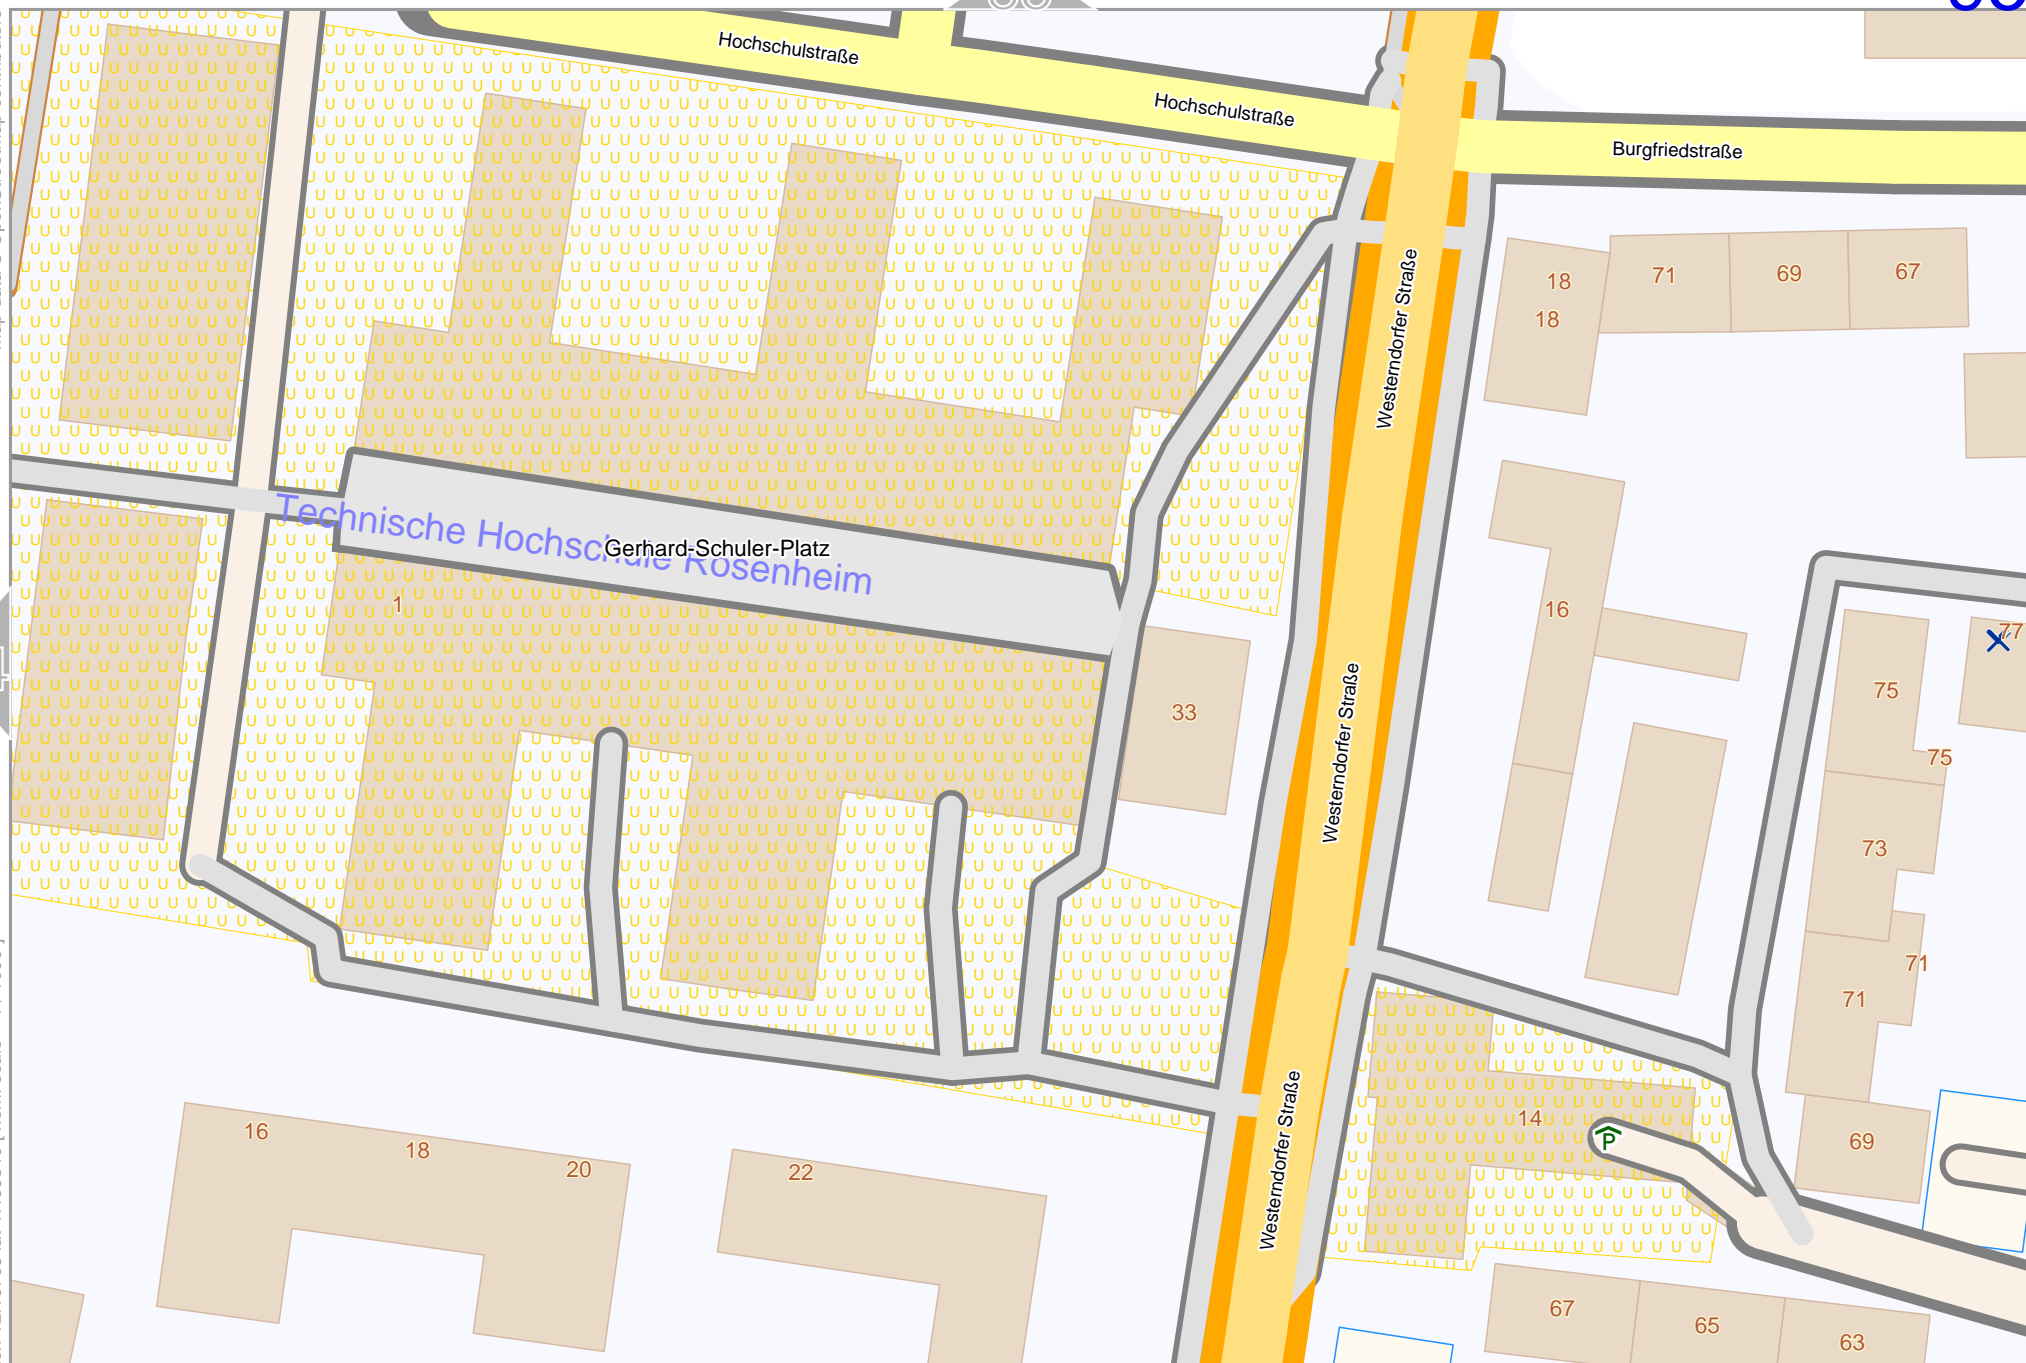 Hochschulstraße
Hochschulstraße
Burgfriedstraße
Westerndorfer Straße
18
18
71
69
67
Technische Hochschule Rosenheim
Gerhard-Schuler-Platz
1
33
16
77
75
75
Westerndorfer Straße
73
71
71
14
P
69
16
18
20
22
Westerndorfer Straße
67
65
63